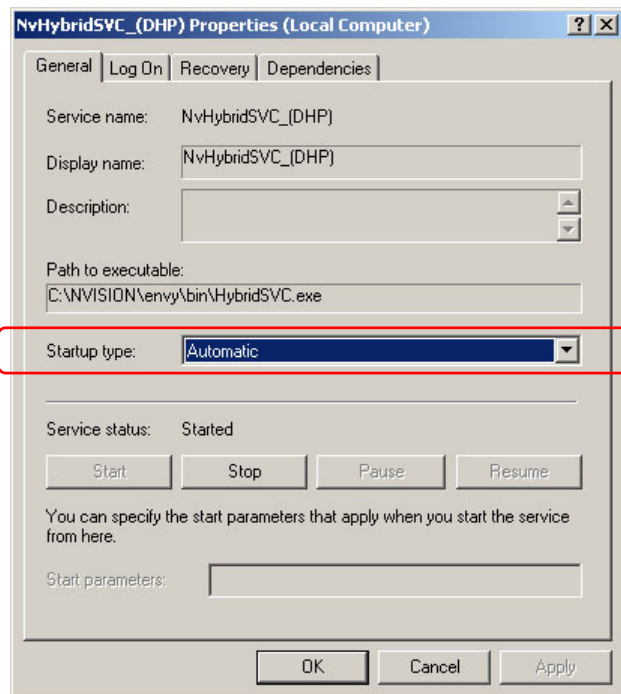 NvHybridSVC_(DHP) Properties (Local Computer)
General Log On Recovery Dependencies
Service name: NvHybridSVC_(DHP)
Display name: NvHybridSVC_(DHP)
Description:
Path to executable:
C:\NVISION\envy\bin\HybridSVC.exe
Startup type: Automatic
Service status: Started
Start Stop Pause Resume
You can specify the start parameters that apply when you start the service
from here.
Start parameters:
OK Cancel Apply